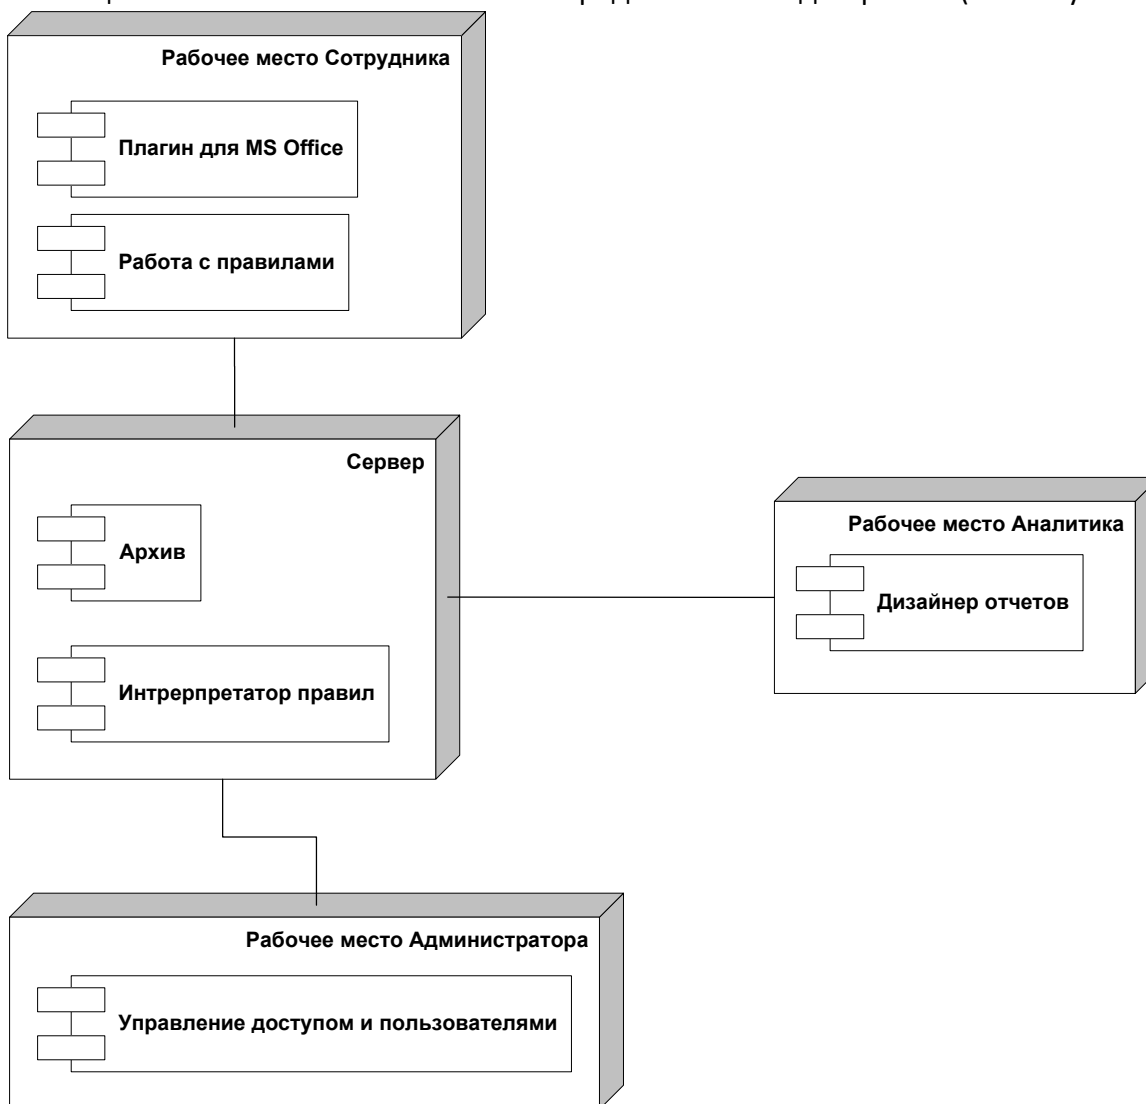 Рабочее место Сотрудника
Плагин для MS Office
Работа с правилами
Сервер
Архив
Интрерпретатор правил
Рабочее место Аналитика
Дизайнер отчетов
Рабочее место Администратора
Управление доступом и пользователями